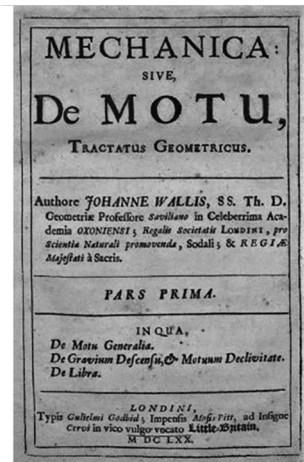 MECHANICA:
SIVE,
De MOTU,
TRACTATUS GEOMETRICUS.
Authore JOHANNE WALLIS, SS. Th. D.
Geometriæ Professore Saviliano in Celeberrima Aca-
demia OXONIENSI; Regalis Societatis LONDINI, pro
Scientia Naturali promovenda, Sodali; & REGIÆ
Majestati à Sacris.
PARS PRIMA.
IN QUA,
De Motu Generalia.
De Gravium Descensu, & Motuum Declivitate.
De Libra.
LONDINI,
Typis Gulielmi Godbid; Impensis Mosis Pitt, ad Insigne
Cervi in vico vulgo vocato Little-Britain.
M DC LXX.